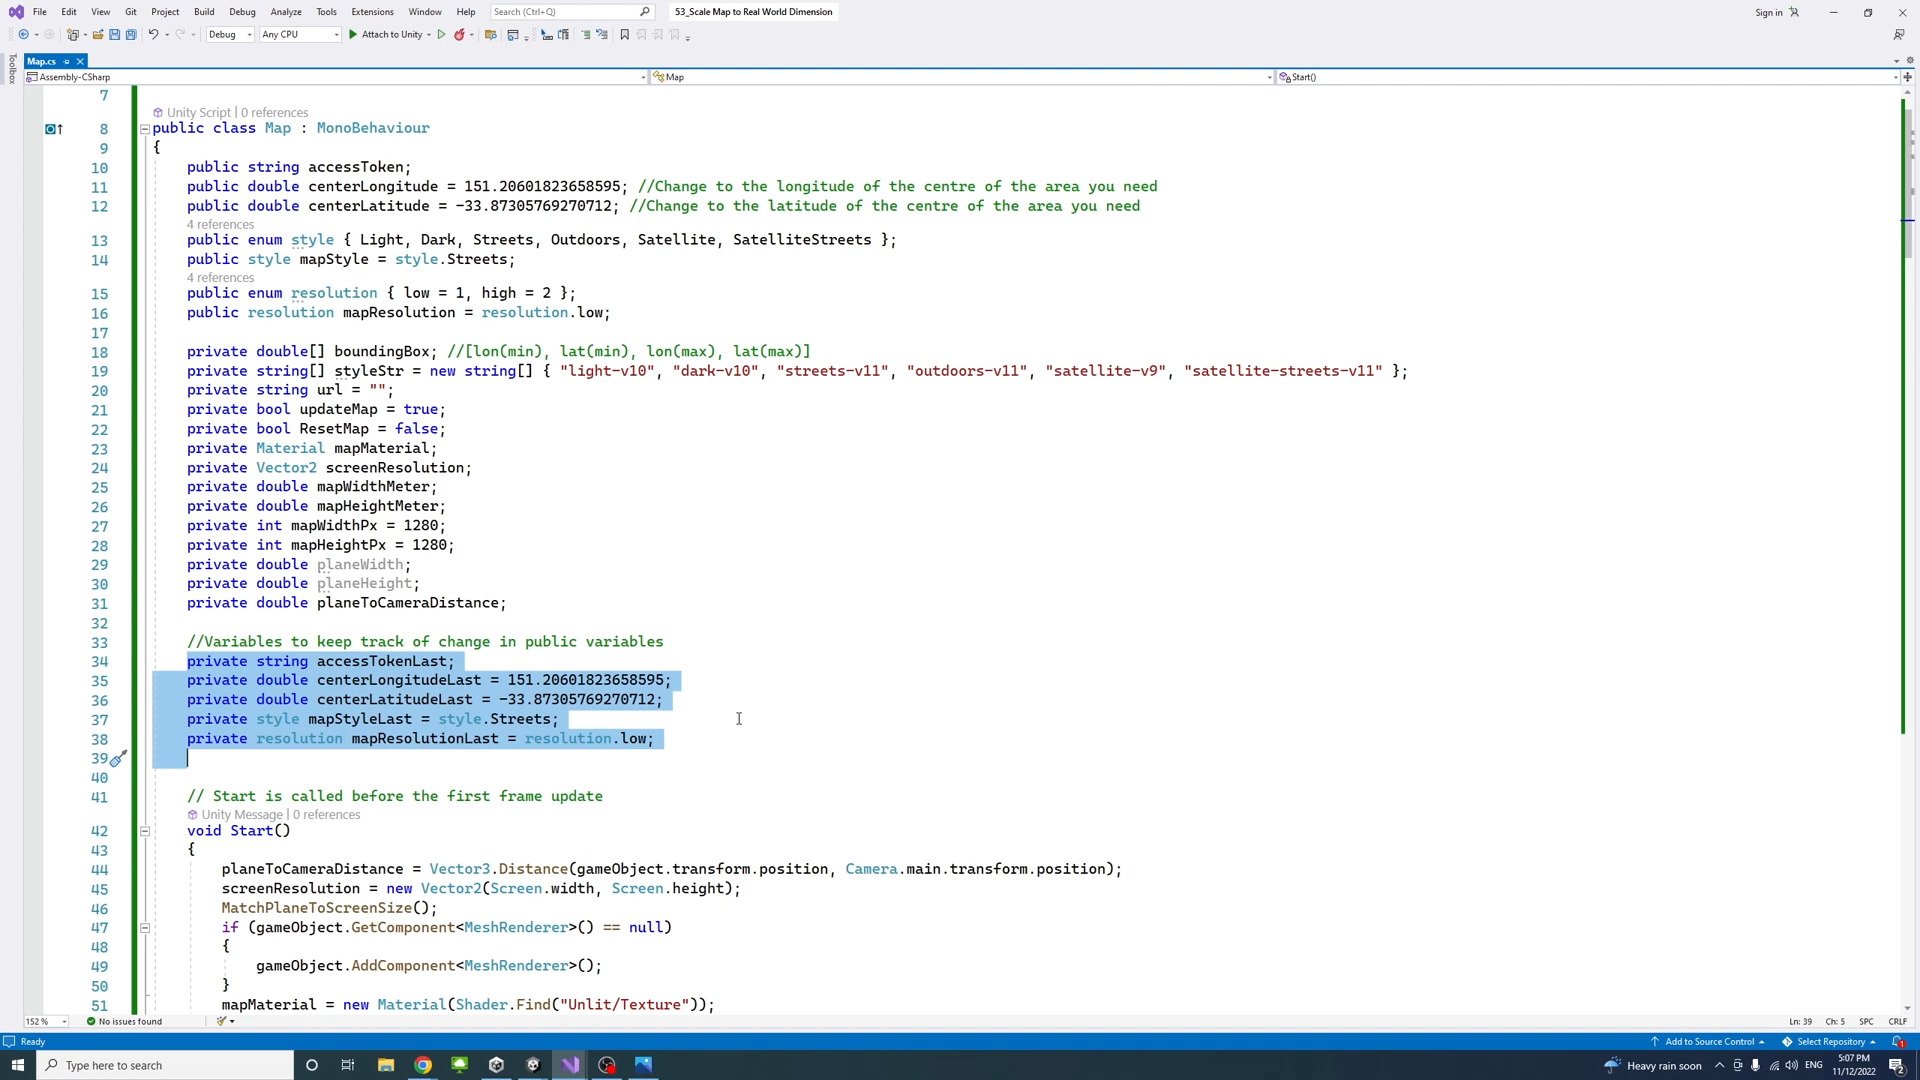 File Edit View Git Project Build Debug Analyze Tools Extensions Window Help Search (Ctrl+Q) 53_Scale Map to Real World Dimension Sign in
Debug Any CPU Attach to Unity
Toolbox
Map.cs
Assembly-CSharp Map Start()
7
Unity Script | 0 references
8 public class Map : MonoBehaviour
9 {
10 public string accessToken;
11 public double centerLongitude = 151.20601823658595; //Change to the longitude of the centre of the area you need
12 public double centerLatitude = -33.87305769270712; //Change to the latitude of the centre of the area you need
4 references
13 public enum style { Light, Dark, Streets, Outdoors, Satellite, SatelliteStreets };
14 public style mapStyle = style.Streets;
4 references
15 public enum resolution { low = 1, high = 2 };
16 public resolution mapResolution = resolution.low;
17
18 private double[] boundingBox; //[lon(min), lat(min), lon(max), lat(max)]
19 private string[] styleStr = new string[] { "light-v10", "dark-v10", "streets-v11", "outdoors-v11", "satellite-v9", "satellite-streets-v11" };
20 private string url = "";
21 private bool updateMap = true;
22 private bool ResetMap = false;
23 private Material mapMaterial;
24 private Vector2 screenResolution;
25 private double mapWidthMeter;
26 private double mapHeightMeter;
27 private int mapWidthPx = 1280;
28 private int mapHeightPx = 1280;
29 private double planeWidth;
30 private double planeHeight;
31 private double planeToCameraDistance;
32
33 //Variables to keep track of change in public variables
34 private string accessTokenLast;
35 private double centerLongitudeLast = 151.20601823658595;
36 private double centerLatitudeLast = -33.87305769270712;
37 private style mapStyleLast = style.Streets;
38 private resolution mapResolutionLast = resolution.low;
39
40
41 // Start is called before the first frame update
Unity Message | 0 references
42 void Start()
43 {
44 planeToCameraDistance = Vector3.Distance(gameObject.transform.position, Camera.main.transform.position);
45 screenResolution = new Vector2(Screen.width, Screen.height);
46 MatchPlaneToScreenSize();
47 if (gameObject.GetComponent<MeshRenderer>() == null)
48 {
49 gameObject.AddComponent<MeshRenderer>();
50 }
51 mapMaterial = new Material(Shader.Find("Unlit/Texture"));
152 % No issues found Ln: 39 Ch: 5 SPC CRLF
Ready Add to Source Control Select Repository 1
Type here to search Heavy rain soon ENG 5:07 PM
11/12/2022 2